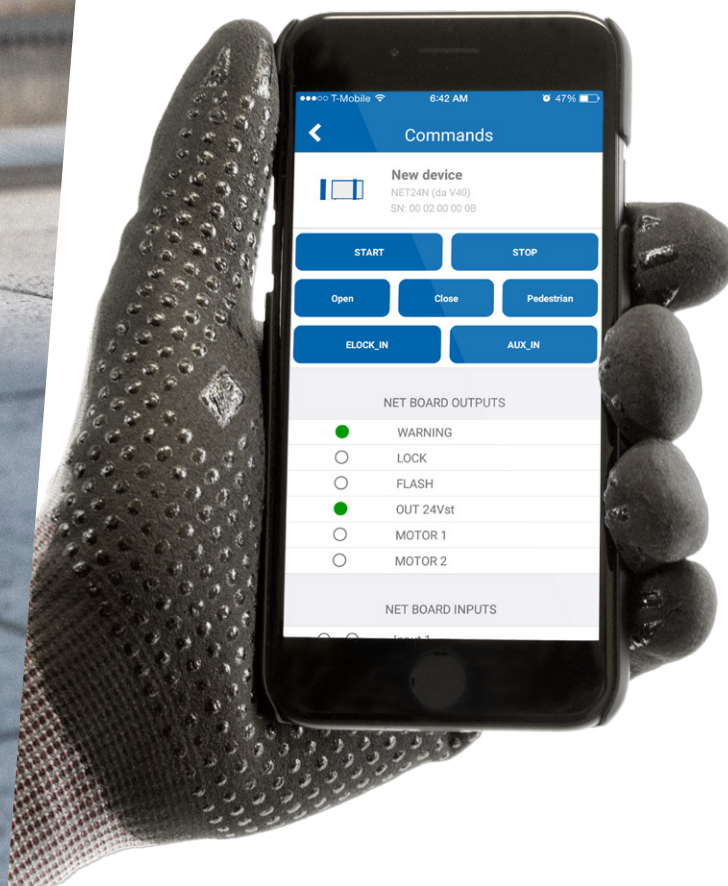 ●●●○○ T-Mobile 6:42 AM 47%
Commands
New device
NET24N (da V40)
SN: 00 02 00 00 0B
START STOP
Open Close Pedestrian
ELOCK_IN AUX_IN
NET BOARD OUTPUTS
WARNING
LOCK
FLASH
OUT 24Vst
MOTOR 1
MOTOR 2
NET BOARD INPUTS
Input 1